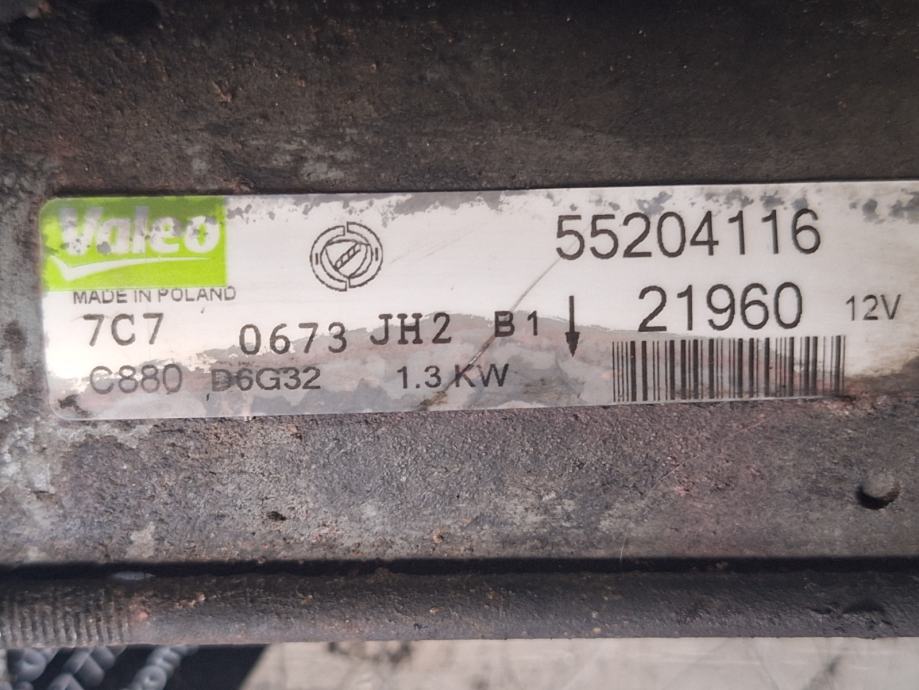 Valeo
55204116
MADE IN POLAND
7C7 0673 JH2 B1 21960 12V
C880 D6G32 1.3 KW